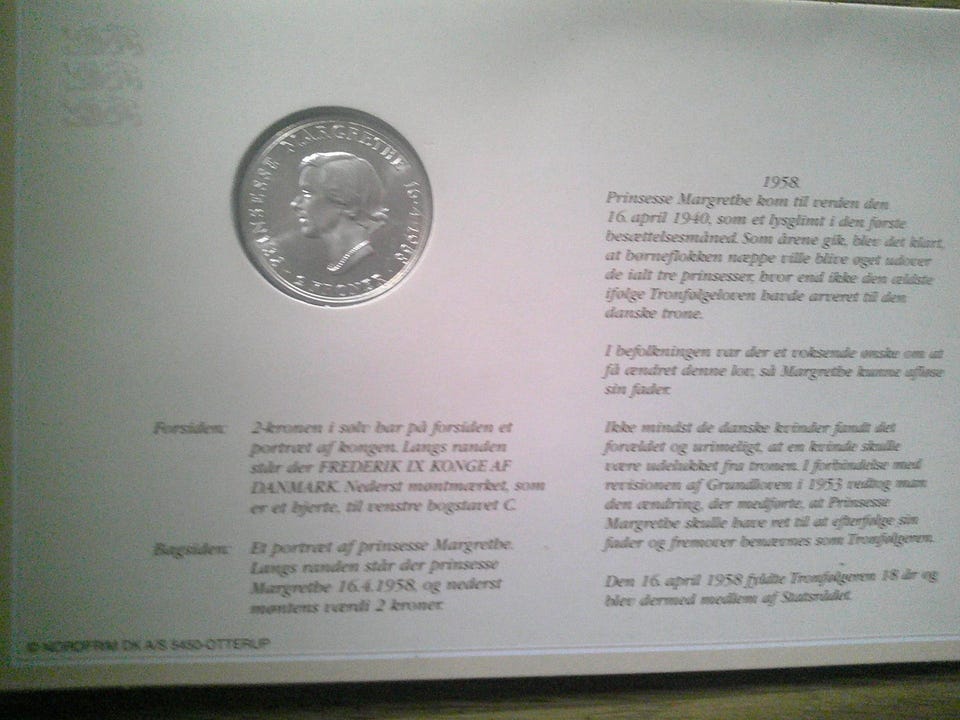 PRINSESSE MARGRETHE 16·4·1958
· 2 KRONER ·
1958.
Prinsesse Margrethe kom til verden den
16. april 1940, som et lysglimt i den første
besættelsesmåned. Som årene gik, blev det klart,
at børneflokken næppe ville blive øget udover
de ialt tre prinsesser, hvor end ikke den ældste
ifølge Tronfølgeloven havde arveret til den
danske trone.
I befolkningen var der et voksende ønske om at
få ændret denne lov, så Margrethe kunne afløse
sin fader.
Ikke mindst de danske kvinder fandt det
forældet og urimeligt, at en kvinde skulle
være udelukket fra tronen. I forbindelse med
revisionen af Grundloven i 1953 vedtog man
den ændring, der medførte, at Prinsesse
Margrethe skulle have ret til at efterfølge sin
fader og fremover benævnes som Tronfølgeren.
Den 16. april 1958 fyldte Tronfølgeren 18 år og
blev dermed medlem af Statsrådet.
Forsiden: 2-kronen i sølv har på forsiden et
portræt af kongen. Langs randen
står der FREDERIK IX KONGE AF
DANMARK. Nederst møntmærket, som
er et hjerte, til venstre bogstavet C.
Bagsiden: Et portræt af prinsesse Margrethe.
Langs randen står der prinsesse
Margrethe 16.4.1958, og nederst
møntens værdi 2 kroner.
© NORDFRIM DK A/S 5450-OTTERUP